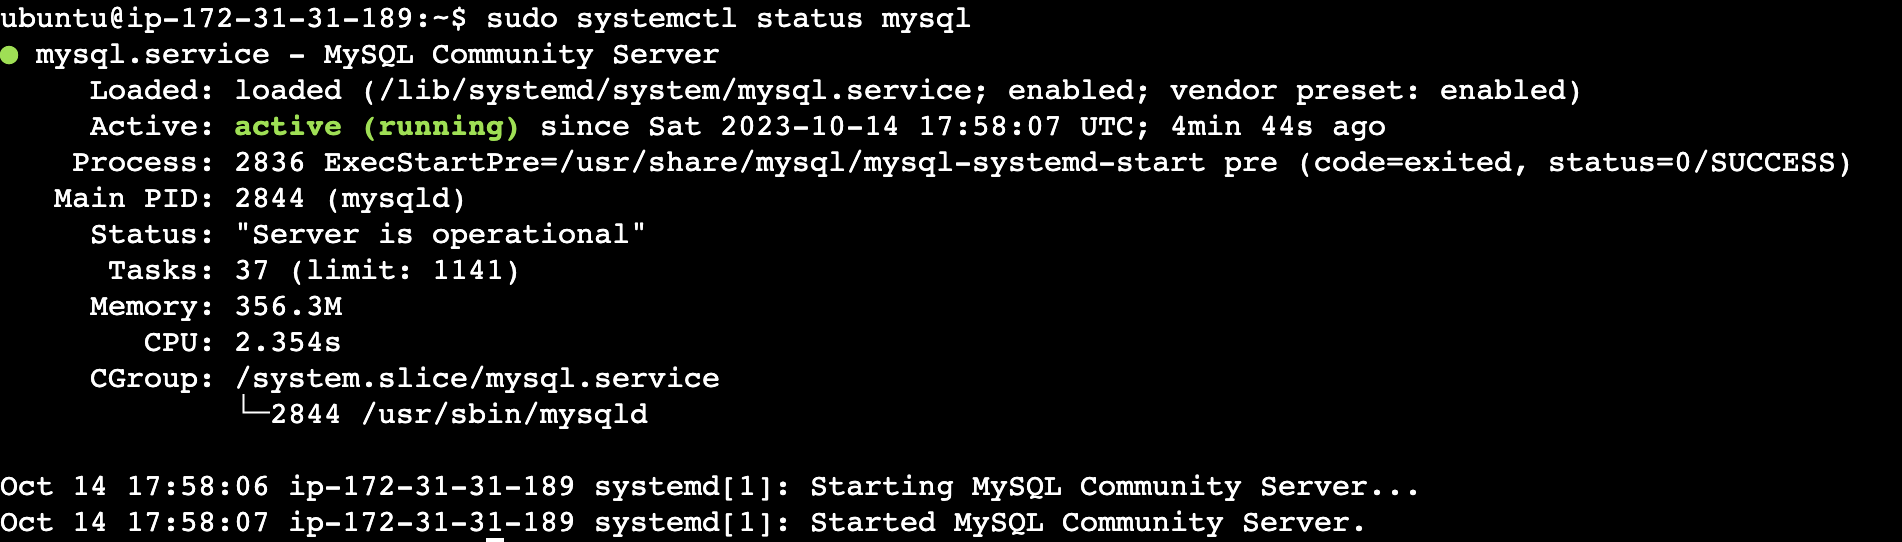 ubuntu@ip-172-31-31-189:~$ sudo systemctl status mysql
● mysql.service - MySQL Community Server
     Loaded: loaded (/lib/systemd/system/mysql.service; enabled; vendor preset: enabled)
     Active: active (running) since Sat 2023-10-14 17:58:07 UTC; 4min 44s ago
    Process: 2836 ExecStartPre=/usr/share/mysql/mysql-systemd-start pre (code=exited, status=0/SUCCESS)
   Main PID: 2844 (mysqld)
     Status: "Server is operational"
      Tasks: 37 (limit: 1141)
     Memory: 356.3M
        CPU: 2.354s
     CGroup: /system.slice/mysql.service
             └─2844 /usr/sbin/mysqld
Oct 14 17:58:06 ip-172-31-31-189 systemd[1]: Starting MySQL Community Server...
Oct 14 17:58:07 ip-172-31-31-189 systemd[1]: Started MySQL Community Server.